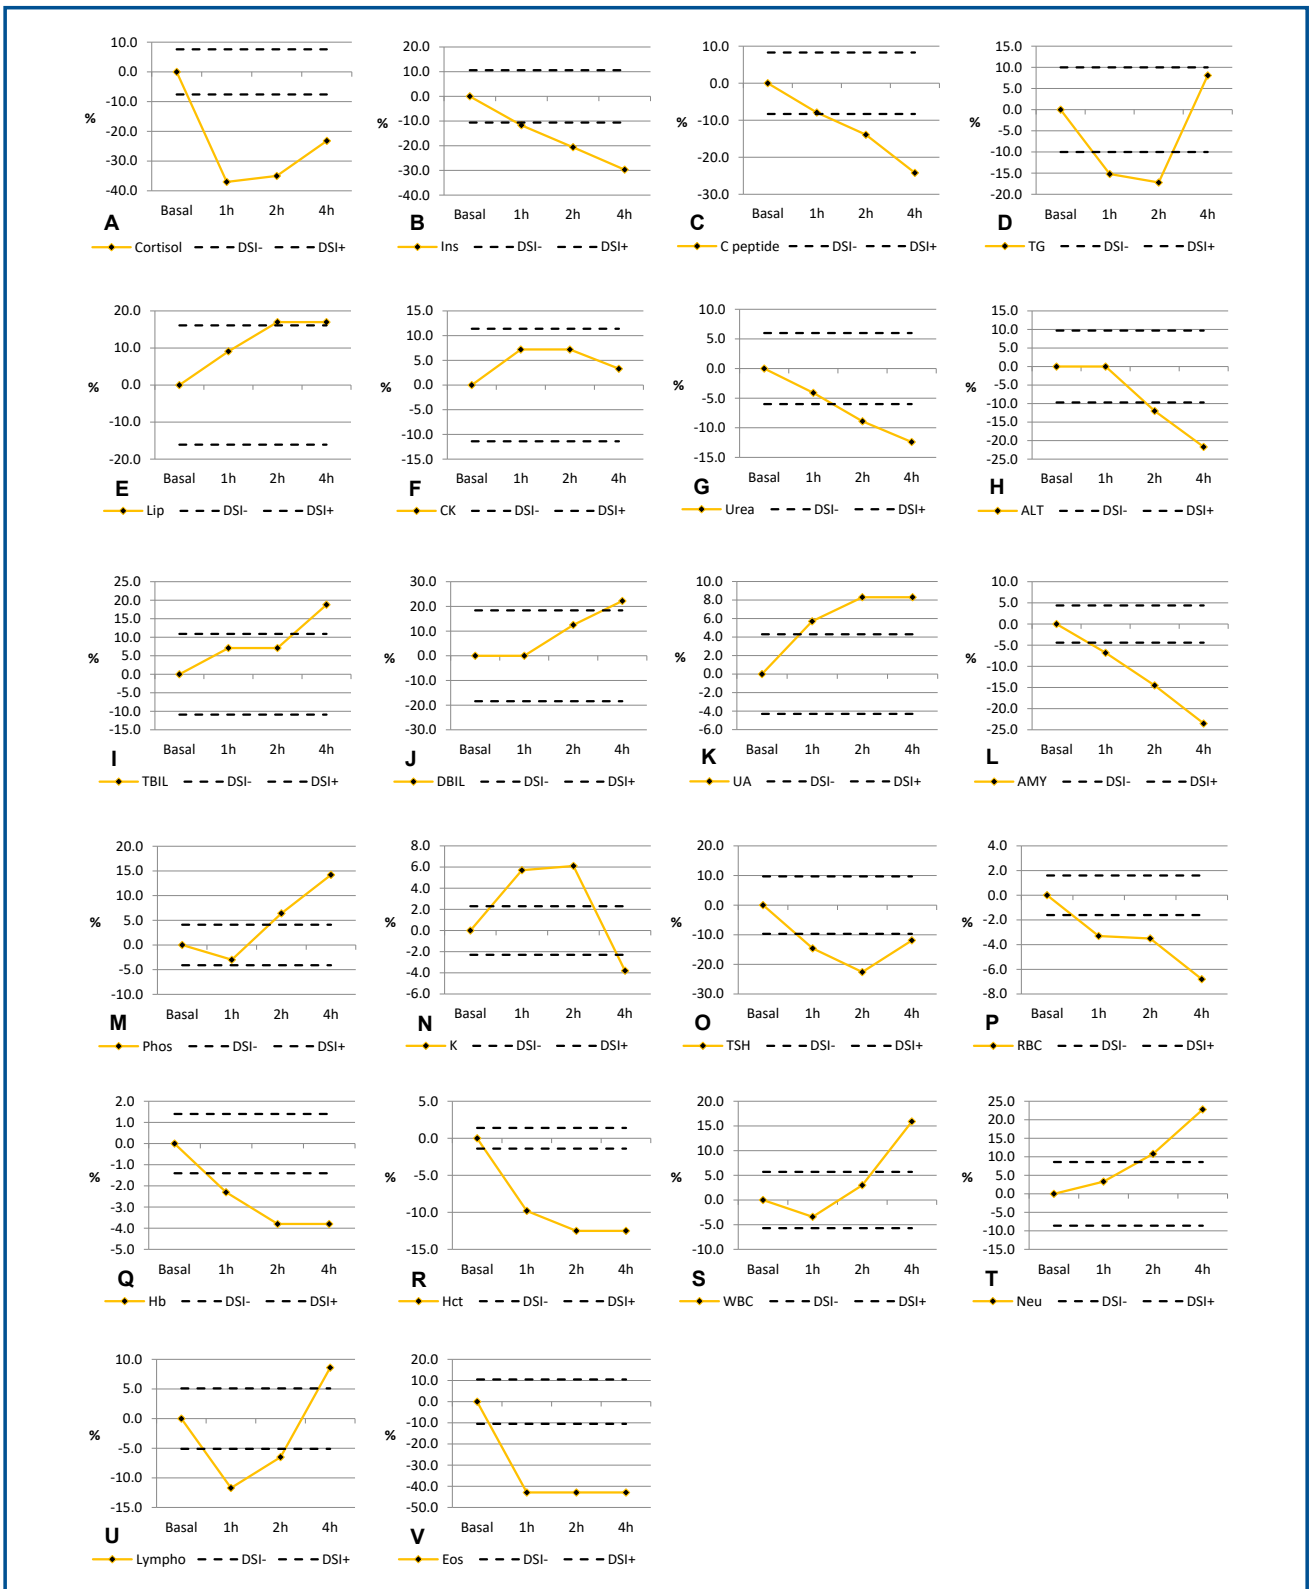 10.0
0.0
-10.0
-20.0
-30.0
-40.0
%
Basal 1h 2h 4h
A
Cortisol DSI- DSI+
20.0
10.0
0.0
-10.0
-20.0
-30.0
-40.0
%
Basal 1h 2h 4h
B
Ins DSI- DSI+
10.0
0.0
-10.0
-20.0
-30.0
%
Basal 1h 2h 4h
C
C peptide DSI- DSI+
15.0
10.0
5.0
0.0
-5.0
-10.0
-15.0
-20.0
%
Basal 1h 2h 4h
D
TG DSI- DSI+
20.0
10.0
0.0
-10.0
-20.0
%
Basal 1h 2h 4h
E
Lip DSI- DSI+
15.0
10.0
5.0
0.0
-5.0
-10.0
-15.0
%
Basal 1h 2h 4h
F
CK DSI- DSI+
10.0
5.0
0.0
-5.0
-10.0
-15.0
%
Basal 1h 2h 4h
G
Urea DSI- DSI+
15.0
10.0
5.0
0.0
-5.0
-10.0
-15.0
-20.0
-25.0
%
Basal 1h 2h 4h
H
ALT DSI- DSI+
25.0
20.0
15.0
10.0
5.0
0.0
-5.0
-10.0
-15.0
%
Basal 1h 2h 4h
I
TBIL DSI- DSI+
30.0
20.0
10.0
0.0
-10.0
-20.0
-30.0
%
Basal 1h 2h 4h
J
DBIL DSI- DSI+
10.0
8.0
6.0
4.0
2.0
0.0
-2.0
-4.0
-6.0
%
Basal 1h 2h 4h
K
UA DSI- DSI+
10.0
5.0
0.0
-5.0
-10.0
-15.0
-20.0
-25.0
%
Basal 1h 2h 4h
L
AMY DSI- DSI+
20.0
15.0
10.0
5.0
0.0
-5.0
-10.0
%
Basal 1h 2h 4h
M
Phos DSI- DSI+
8.0
6.0
4.0
2.0
0.0
-2.0
-4.0
-6.0
%
Basal 1h 2h 4h
N
K DSI- DSI+
20.0
10.0
0.0
-10.0
-20.0
-30.0
%
Basal 1h 2h 4h
O
TSH DSI- DSI+
4.0
2.0
0.0
-2.0
-4.0
-6.0
-8.0
%
Basal 1h 2h 4h
P
RBC DSI- DSI+
2.0
1.0
0.0
-1.0
-2.0
-3.0
-4.0
-5.0
%
Basal 1h 2h 4h
Q
Hb DSI- DSI+
5.0
0.0
-5.0
-10.0
-15.0
%
Basal 1h 2h 4h
R
Hct DSI- DSI+
20.0
15.0
10.0
5.0
0.0
-5.0
-10.0
%
Basal 1h 2h 4h
S
WBC DSI- DSI+
25.0
20.0
15.0
10.0
5.0
0.0
-5.0
-10.0
-15.0
%
Basal 1h 2h 4h
T
Neu DSI- DSI+
10.0
5.0
0.0
-5.0
-10.0
-15.0
%
Basal 1h 2h 4h
U
Lympho DSI- DSI+
20.0
10.0
0.0
-10.0
-20.0
-30.0
-40.0
-50.0
%
Basal 1h 2h 4h
V
Eos DSI- DSI+